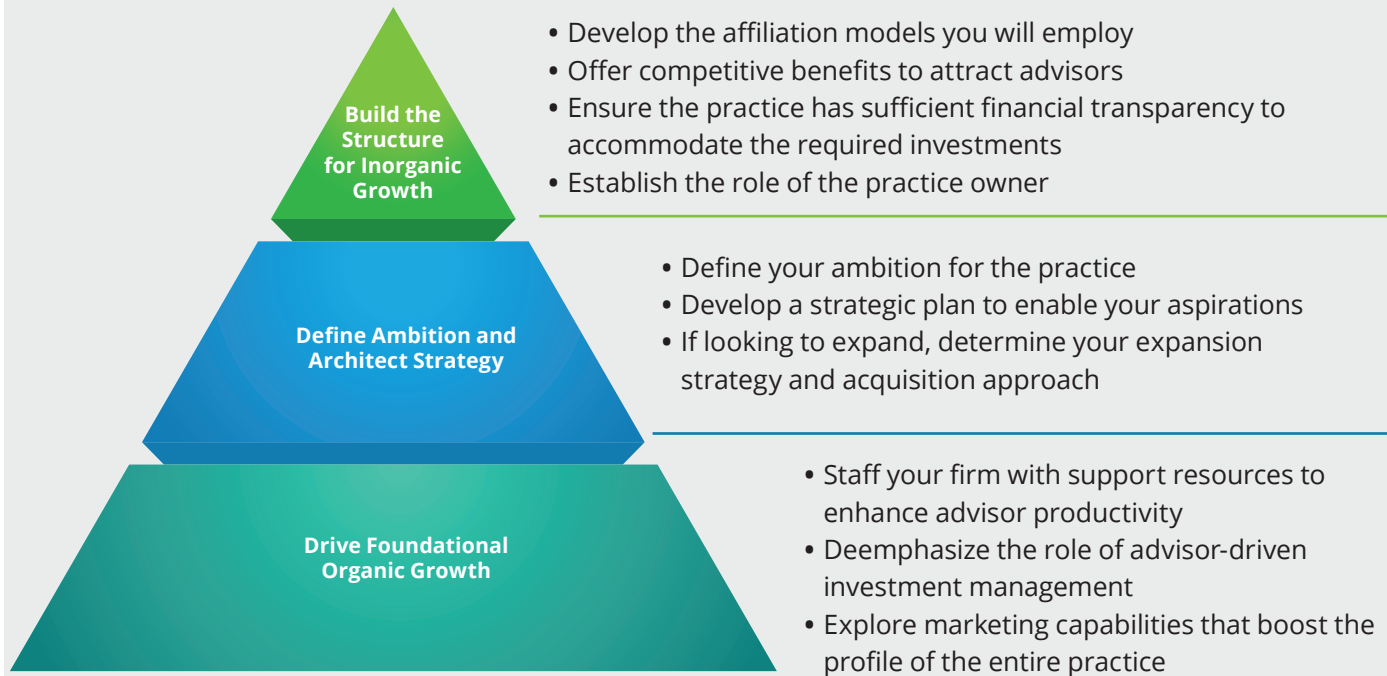 Build the
Structure
for Inorganic
Growth
• Develop the affiliation models you will employ
• Offer competitive benefits to attract advisors
• Ensure the practice has sufficient financial transparency to
accommodate the required investments
• Establish the role of the practice owner
Define Ambition and
Architect Strategy
• Define your ambition for the practice
• Develop a strategic plan to enable your aspirations
• If looking to expand, determine your expansion
strategy and acquisition approach
Drive Foundational
Organic Growth
• Staff your firm with support resources to
enhance advisor productivity
• Deemphasize the role of advisor-driven
investment management
• Explore marketing capabilities that boost the
profile of the entire practice